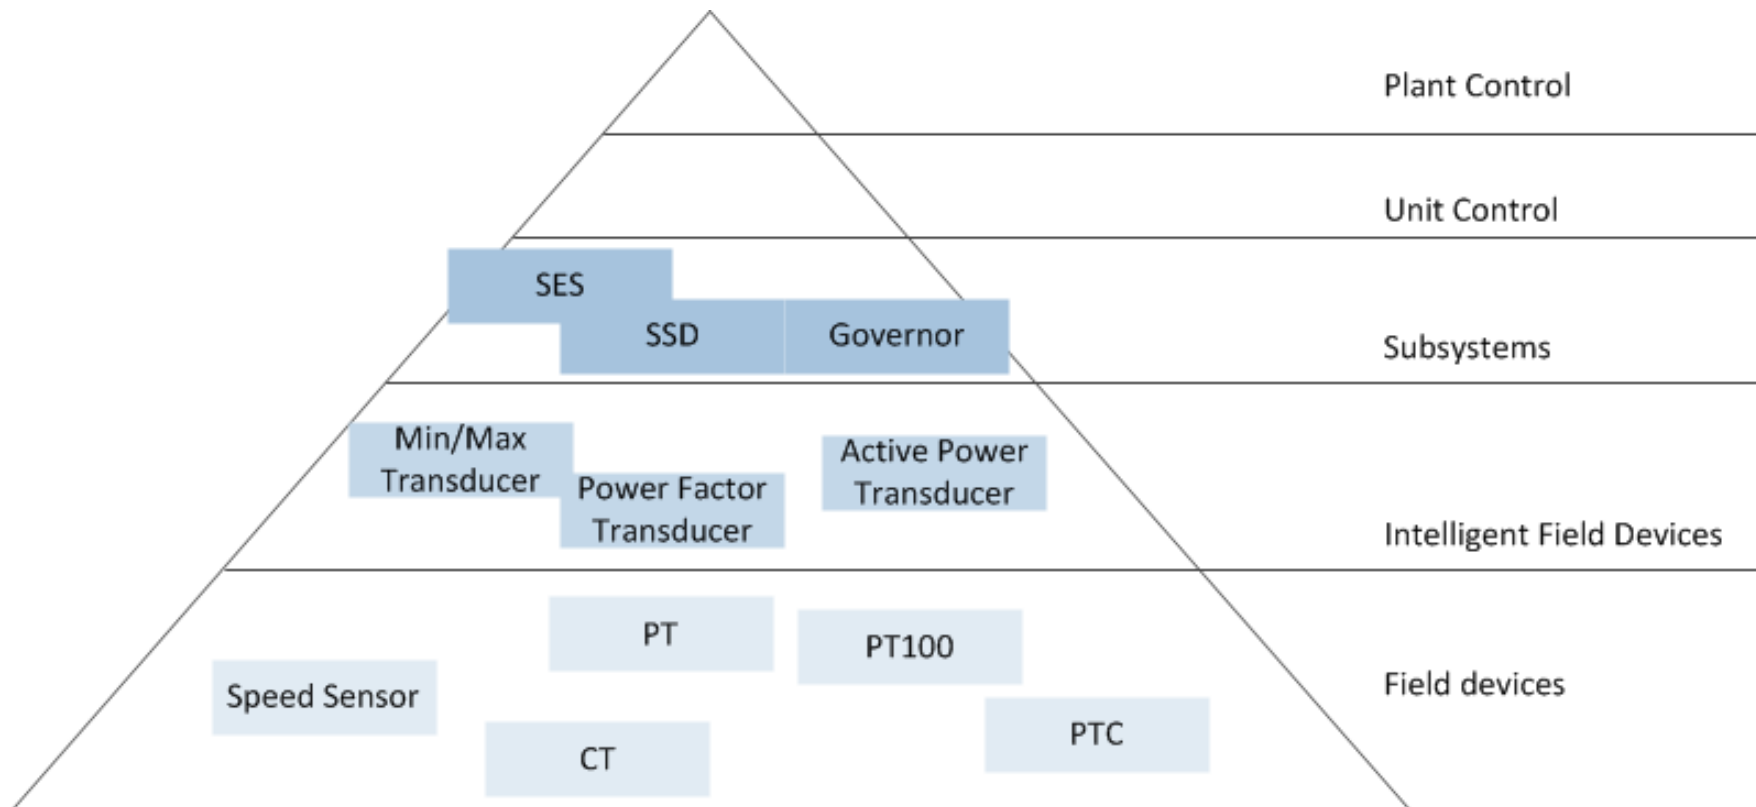 Plant Control
Unit Control
SES
SSD
Governor
Subsystems
Min/Max
Transducer
Power Factor
Transducer
Active Power
Transducer
Intelligent Field Devices
PT
PT100
Speed Sensor
CT
PTC
Field devices